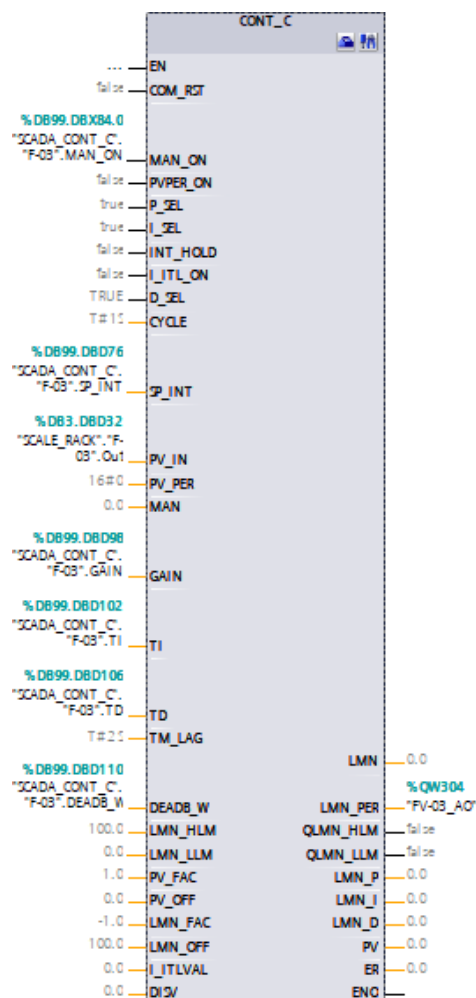 CONT_C
... EN
false COM_RST
%DB99.DBX84.0
"SCADA_CONT_C".
"F-03".MAN_ON MAN_ON
false PVPER_ON
true P_SEL
true I_SEL
false INT_HOLD
false I_ITL_ON
TRUE D_SEL
T#1S CYCLE
%DB99.DBD76
"SCADA_CONT_C".
"F-03".SP_INT SP_INT
%DB3.DBD32
"SCALE_RACK"."F-
03".Out PV_IN
16#0 PV_PER
0.0 MAN
%DB99.DBD98
"SCADA_CONT_C".
"F-03".GAIN GAIN
%DB99.DBD102
"SCADA_CONT_C".
"F-03".TI TI
%DB99.DBD106
"SCADA_CONT_C".
"F-03".TD TD
T#2S TM_LAG
LMN 0.0
%DB99.DBD110 %QW304
"SCADA_CONT_C".
"F-03".DEADB_W DEADB_W LMN_PER "FV-03_AO"
100.0 LMN_HLM QLMN_HLM false
0.0 LMN_LLM QLMN_LLM false
1.0 PV_FAC LMN_P 0.0
0.0 PV_OFF LMN_I 0.0
-1.0 LMN_FAC LMN_D 0.0
100.0 LMN_OFF PV 0.0
0.0 I_ITLVAL ER 0.0
0.0 DISV ENO